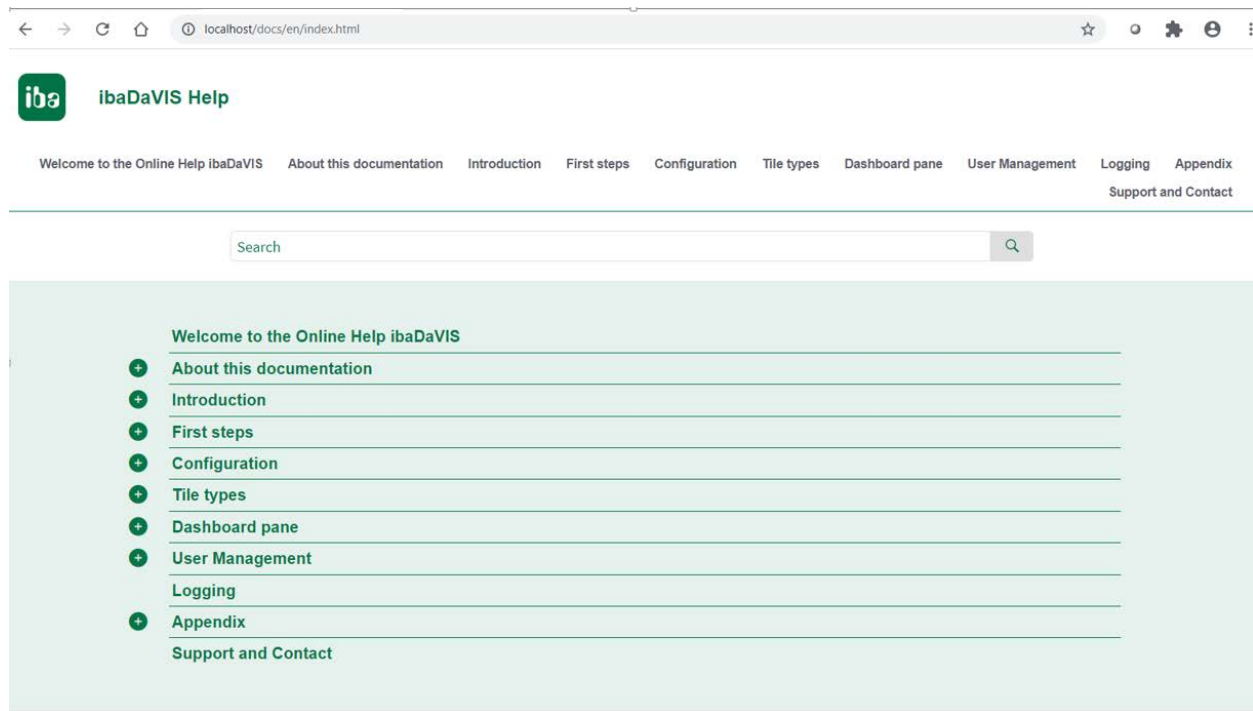 localhost/docs/en/index.html
iba ibaDaVIS Help
Welcome to the Online Help ibaDaVIS About this documentation Introduction First steps Configuration Tile types Dashboard pane User Management Logging Appendix
Support and Contact
Search
Welcome to the Online Help ibaDaVIS
About this documentation
Introduction
First steps
Configuration
Tile types
Dashboard pane
User Management
Logging
Appendix
Support and Contact